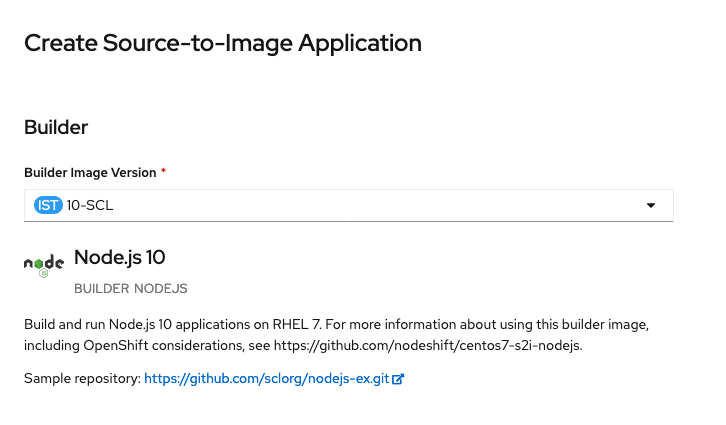 Create Source-to-Image Application
Builder
Builder Image Version *
IST 10-SCL
node
JS
Node.js 10
BUILDER NODEJS
Build and run Node.js 10 applications on RHEL 7. For more information about using this builder image,
including OpenShift considerations, see https://github.com/nodeshift/centos7-s2i-nodejs.
Sample repository: https://github.com/sclorg/nodejs-ex.git